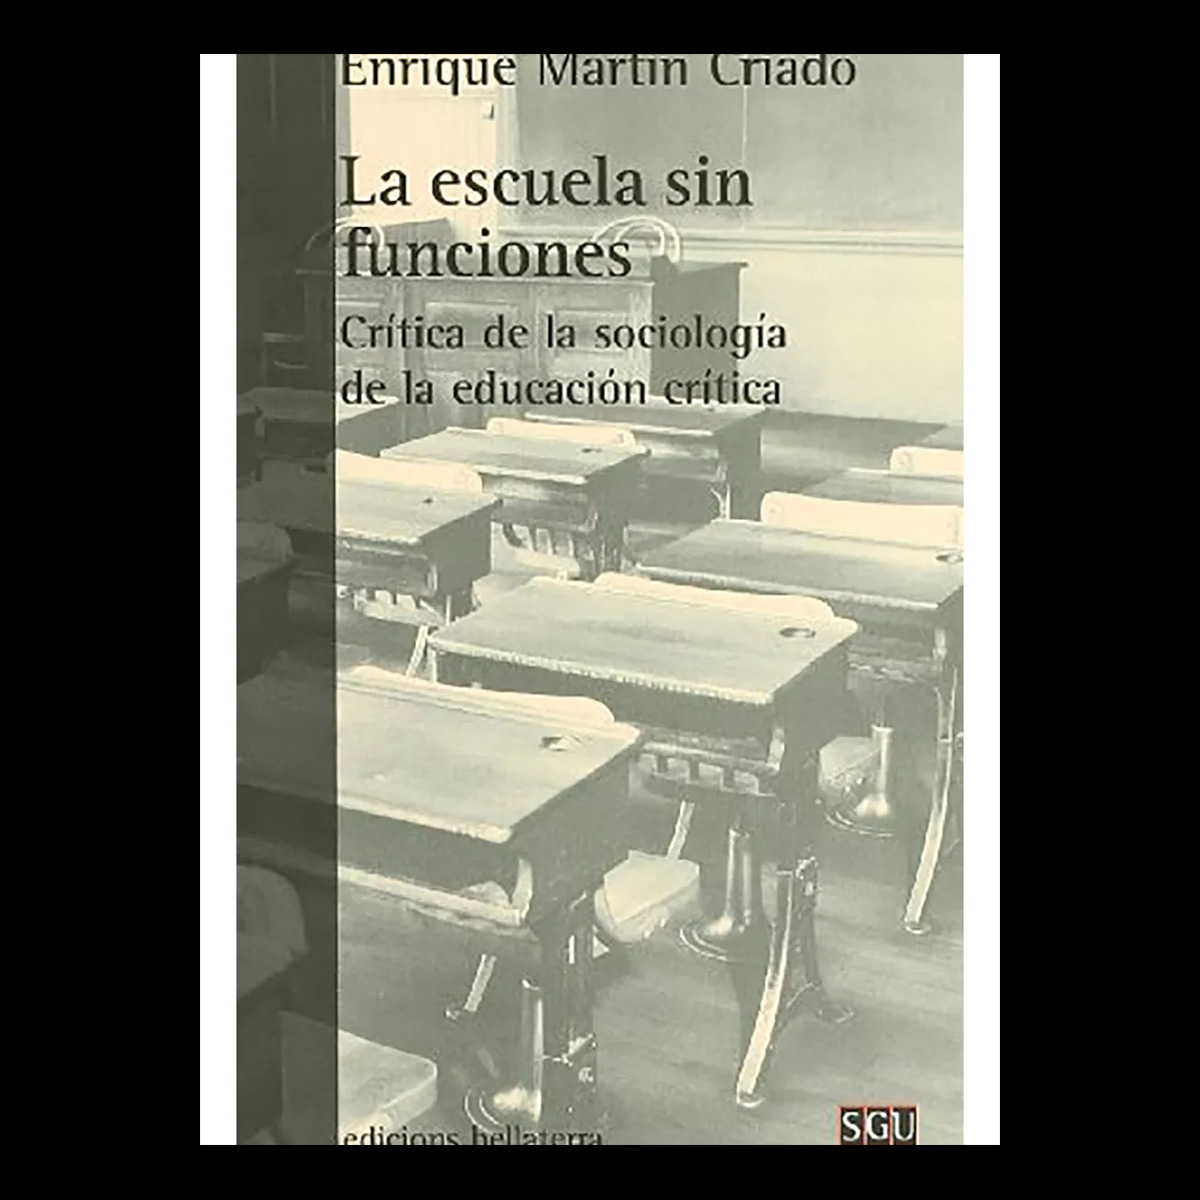 Enrique Martín Criado
La escuela sin
funciones
Crítica de la sociología
de la educación crítica
edicions bellaterra
SGU